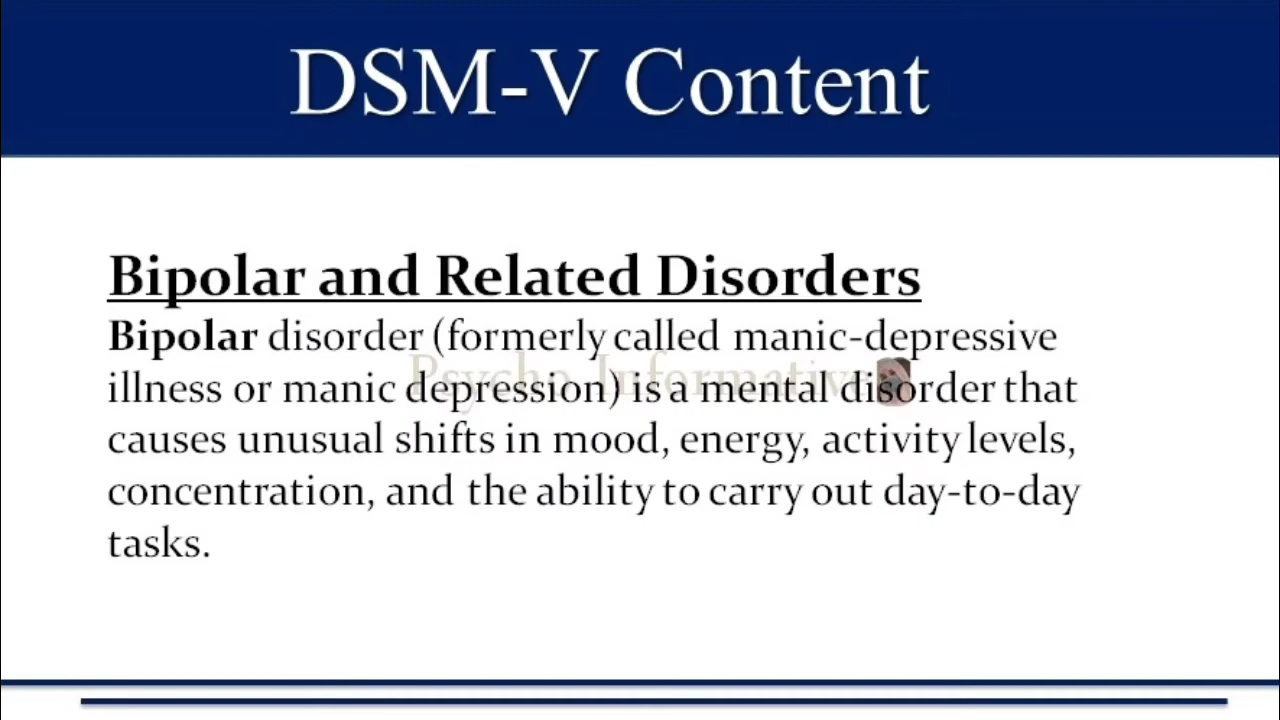 DSM-V Content
Bipolar and Related Disorders
Bipolar disorder (formerly called manic-depressive
illness or manic depression) is a mental disorder that
causes unusual shifts in mood, energy, activity levels,
concentration, and the ability to carry out day-to-day
tasks.
Psycho Informative